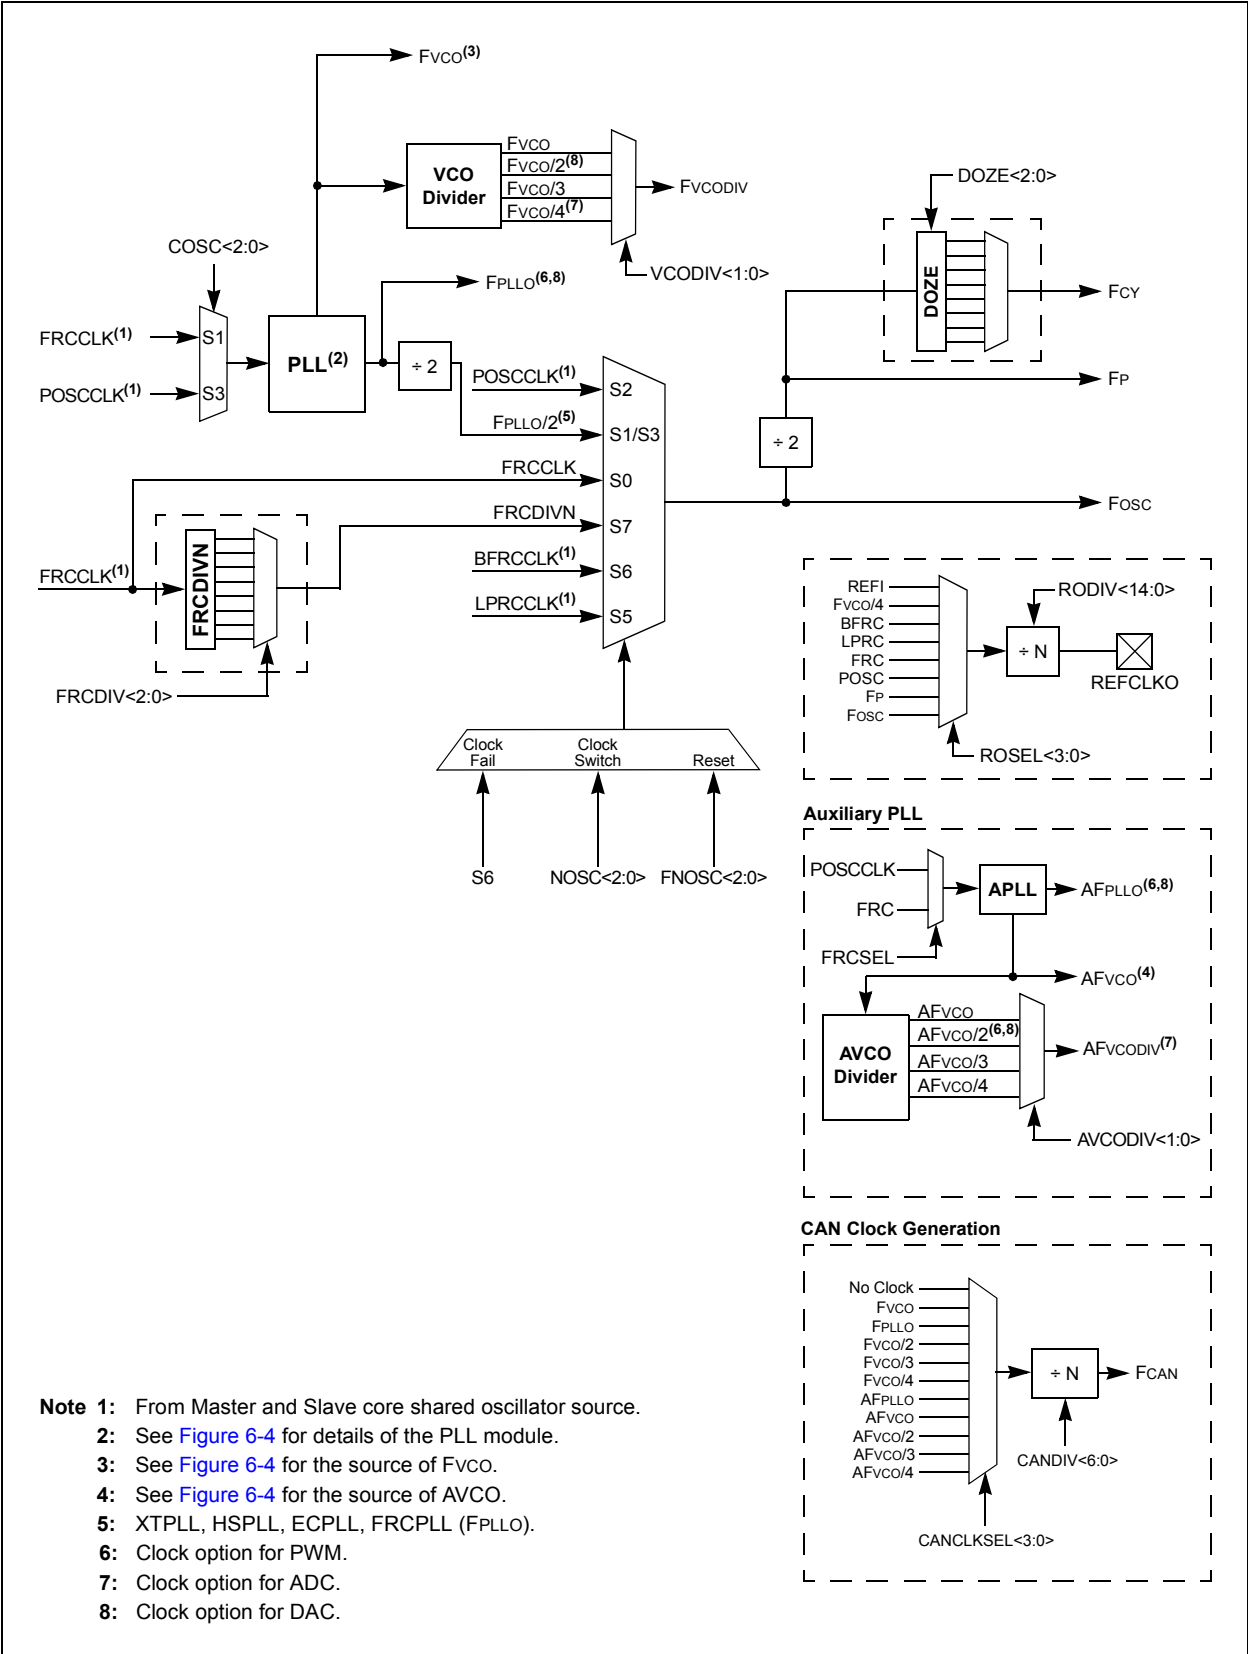 FVCO(3)
VCO
Divider
FVCO
FVCO/2(8)
FVCO/3
FVCO/4(7)
FVCODIV
VCODIV<1:0>
DOZE<2:0>
DOZE
FCY
FP
÷ 2
FOSC
COSC<2:0>
FRCCLK(1)
POSCCLK(1)
S1
S3
PLL(2)
FPLLO(6,8)
÷ 2
POSCCLK(1)
S2
FPLLO/2(5)
S1/S3
FRCCLK
S0
FRCDIVN
S7
BFRCCLK(1)
S6
LPRCCLK(1)
S5
FRCCLK(1)
FRCDIVN
FRCDIV<2:0>
Clock
Fail
Clock
Switch
Reset
S6
NOSC<2:0>
FNOSC<2:0>
REFI
FVCO/4
BFRC
LPRC
FRC
POSC
FP
FOSC
RODIV<14:0>
÷ N
REFCLKO
ROSEL<3:0>
Auxiliary PLL
POSCCLK
FRC
FRCSEL
APLL
AFPLLO(6,8)
AFVCO(4)
AVCO
Divider
AFVCO
AFVCO/2(6,8)
AFVCO/3
AFVCO/4
AFVCODIV(7)
AVCODIV<1:0>
CAN Clock Generation
No Clock
FVCO
FPLLO
FVCO/2
FVCO/3
FVCO/4
AFPLLO
AFVCO
AFVCO/2
AFVCO/3
AFVCO/4
÷ N
FCAN
CANDIV<6:0>
CANCLKSEL<3:0>
Note 1: From Master and Slave core shared oscillator source.
2: See Figure 6-4 for details of the PLL module.
3: See Figure 6-4 for the source of FVCO.
4: See Figure 6-4 for the source of AVCO.
5: XTPLL, HSPLL, ECPLL, FRCPLL (FPLLO).
6: Clock option for PWM.
7: Clock option for ADC.
8: Clock option for DAC.